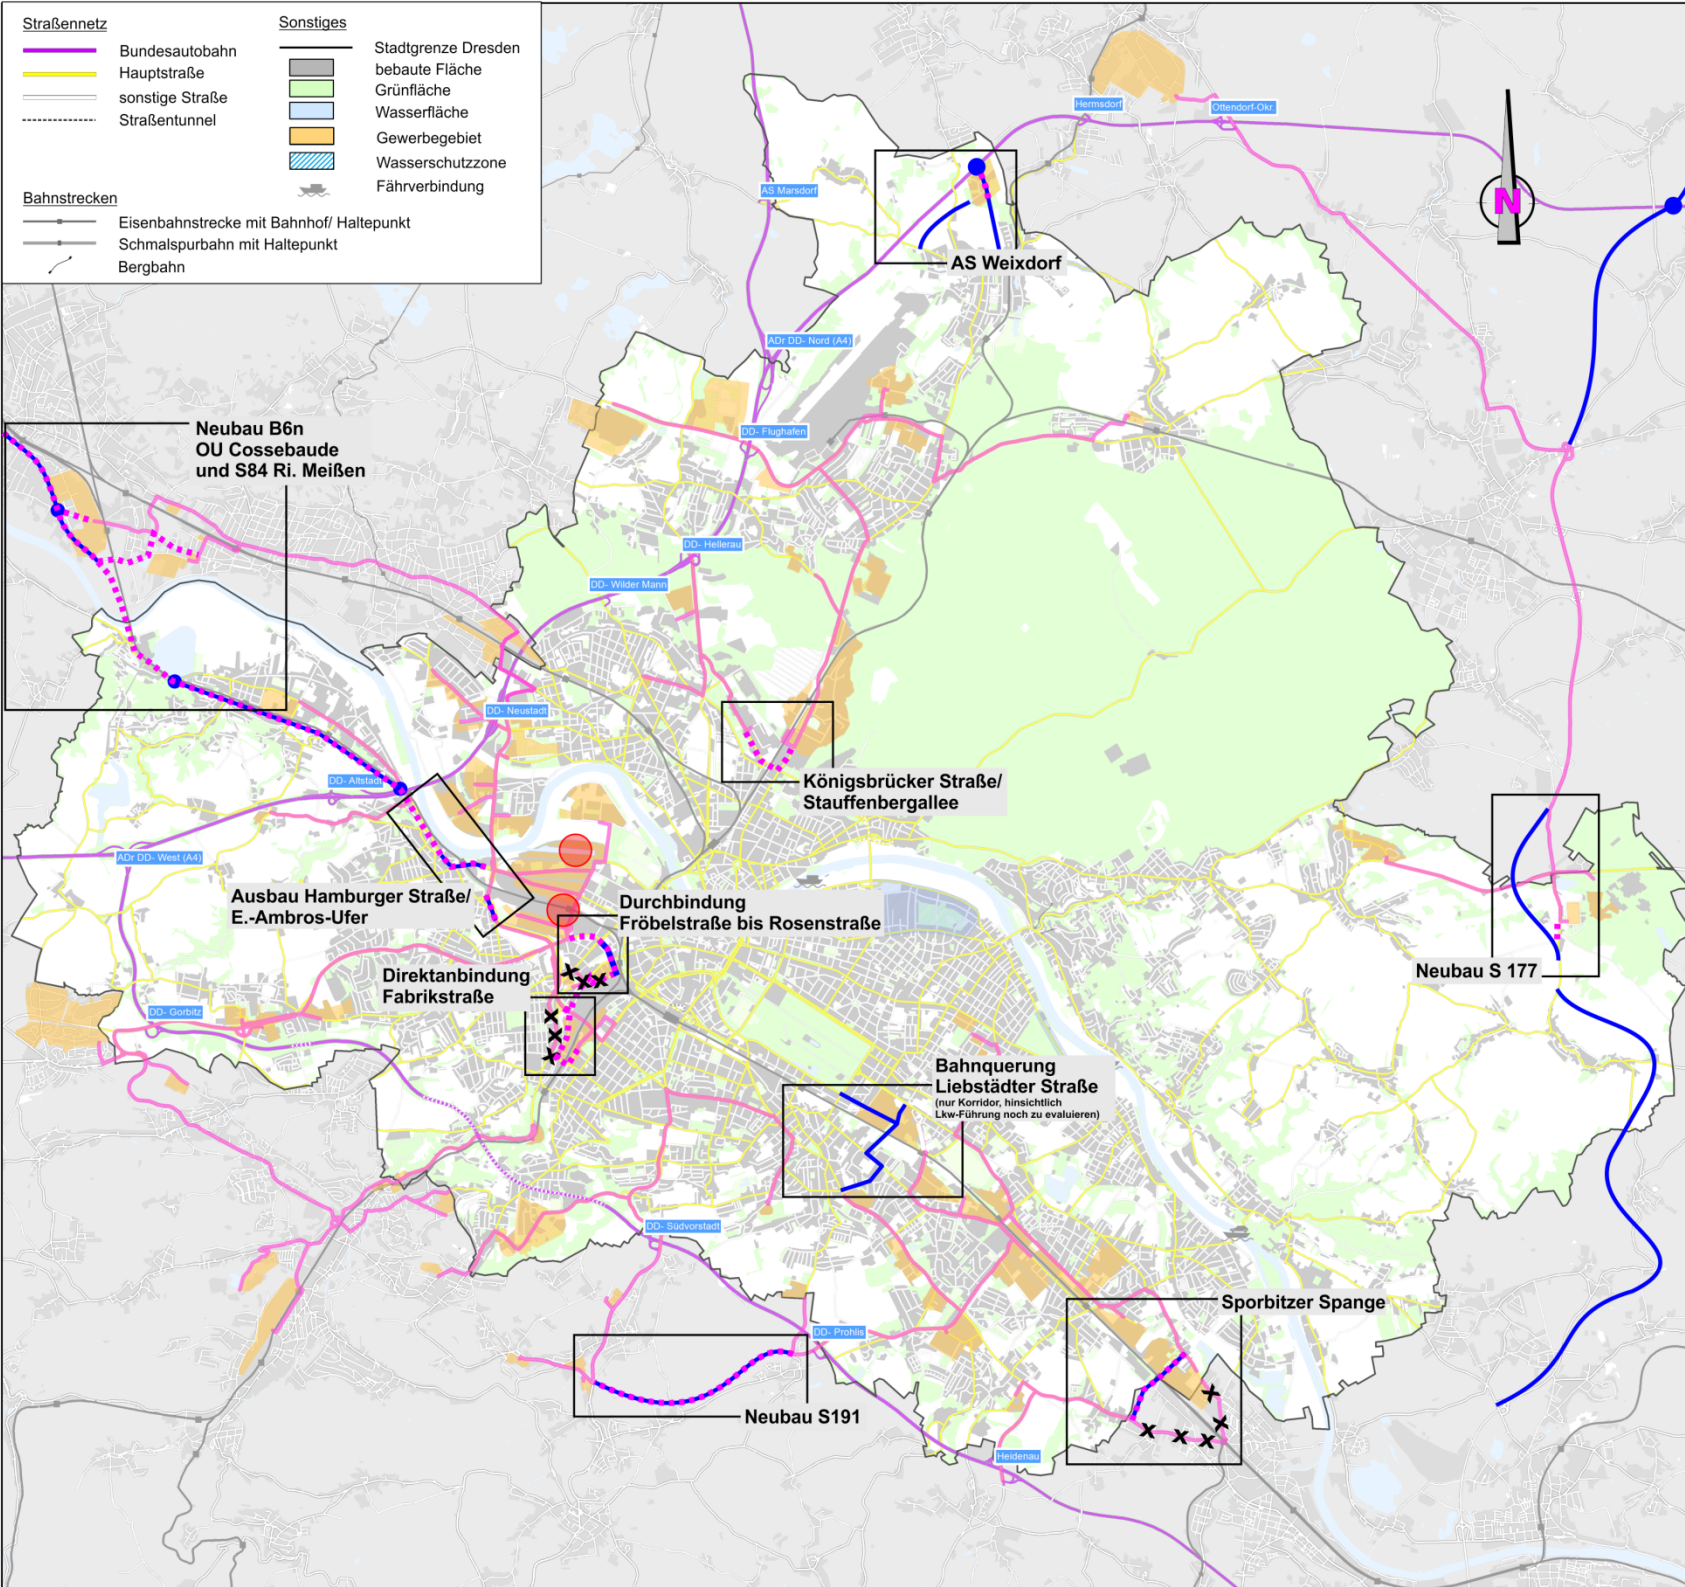 Straßennetz
Bundesautobahn
Hauptstraße
sonstige Straße
Straßentunnel
Bahnstrecken
Eisenbahnstrecke mit Bahnhof/ Haltepunkt
Schmalspurbahn mit Haltepunkt
Bergbahn
Sonstiges
Stadtgrenze Dresden
bebaute Fläche
Grünfläche
Wasserfläche
Gewerbegebiet
Wasserschutzzone
Fährverbindung
Hermsdorf
Ottendorf-Okr.
AS Marsdorf
N
AS Weixdorf
ADr DD- Nord (A4)
DD- Flughafen
Neubau B6n
OU Cossebaude
und S84 Ri. Meißen
DD- Hellerau
DD- Wilder Mann
DD- Neustadt
DD- Altstadt
Königsbrücker Straße/
Stauffenbergallee
ADr DD- West (A4)
Ausbau Hamburger Straße/
E.-Ambros-Ufer
Durchbindung
Fröbelstraße bis Rosenstraße
Direktanbindung
Fabrikstraße
Neubau S 177
DD- Gorbitz
Bahnquerung
Liebstädter Straße
(nur Korridor, hinsichtlich
Lkw-Führung noch zu evaluieren)
DD- Südvorstadt
Sporbitzer Spange
DD- Prohlis
Neubau S191
Heidenau